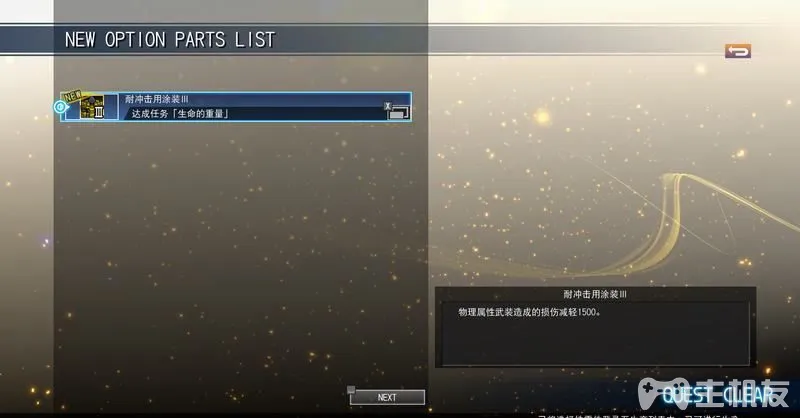 NEW OPTION PARTS LIST
NEW
耐冲击用涂装Ⅲ
Ⅲ
达成任务「生命的重量」
X
耐冲击用涂装Ⅲ
物理属性武装造成的损伤减轻1500。
NEXT
QUEST CLEAR
主机友